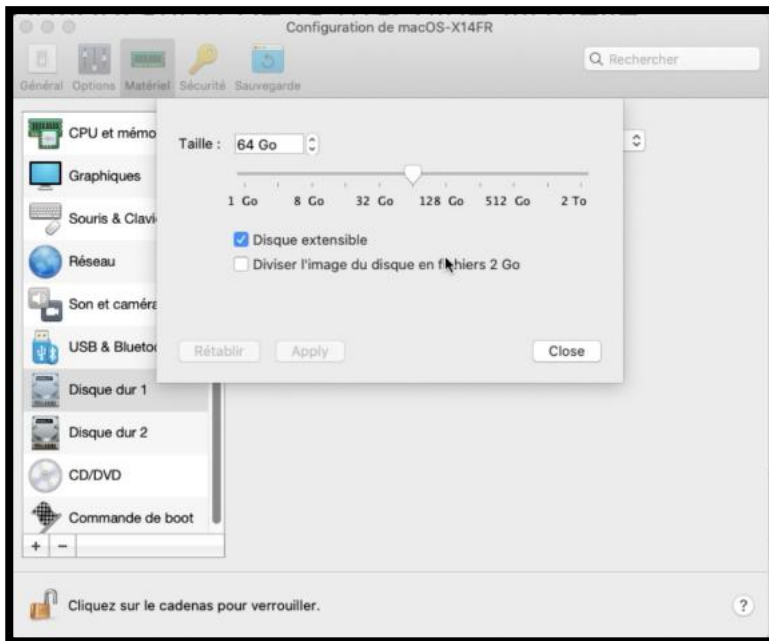 Configuration de macOS-X14FR
Rechercher
Général Options Matériel Sécurité Sauvegarde
CPU et mémo
Taille : 64 Go
Graphiques
1 Go 8 Go 32 Go 128 Go 512 Go 2 To
Souris & Clavi
Disque extensible
Réseau
Diviser l'image du disque en fichiers 2 Go
Son et caméra
USB & Bluetoo
Rétablir Apply Close
Disque dur 1
Disque dur 2
CD/DVD
Commande de boot
+ -
Cliquez sur le cadenas pour verrouiller.
?